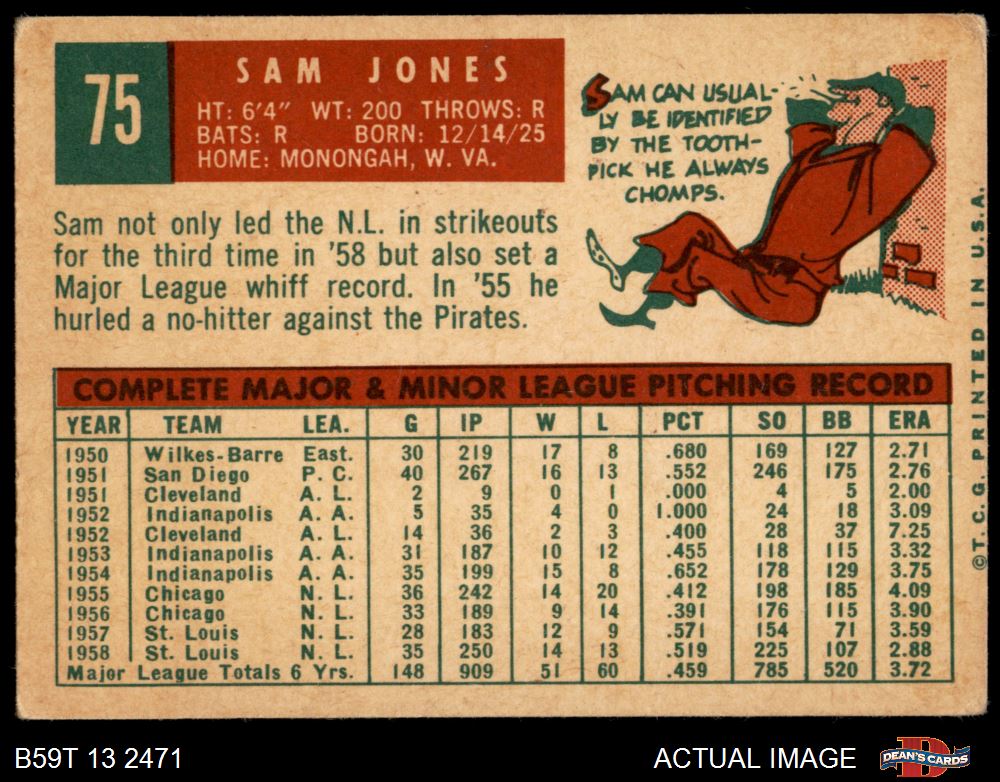 75
SAM JONES
HT: 6'4" WT: 200 THROWS: R
BATS: R BORN: 12/14/25
HOME: MONONGAH, W. VA.
SAM CAN USUAL-
LY BE IDENTIFIED
BY THE TOOTH-
PICK HE ALWAYS
CHOMPS.
Sam not only led the N.L. in strikeouts
for the third time in '58 but also set a
Major League whiff record. In '55 he
hurled a no-hitter against the Pirates.
COMPLETE MAJOR & MINOR LEAGUE PITCHING RECORD
YEAR TEAM LEA. G IP W L PCT SO BB ERA
1950 Wilkes-Barre East. 30 219 17 8 .680 169 127 2.71
1951 San Diego P. C. 40 267 16 13 .552 246 175 2.76
1951 Cleveland A. L. 2 9 0 1 .000 4 5 2.00
1952 Indianapolis A. A. 5 35 4 0 1.000 24 18 3.09
1952 Cleveland A. L. 14 36 2 3 .400 28 37 7.25
1953 Indianapolis A. A. 31 187 10 12 .455 118 115 3.32
1954 Indianapolis A. A. 35 199 15 8 .652 178 129 3.75
1955 Chicago N. L. 36 242 14 20 .412 198 185 4.09
1956 Chicago N. L. 33 189 9 14 .391 176 115 3.90
1957 St. Louis N. L. 28 183 12 9 .571 154 71 3.59
1958 St. Louis N. L. 35 250 14 13 .519 225 107 2.88
Major League Totals 6 Yrs. 148 909 51 60 .459 785 520 3.72
©T. C. G. PRINTED IN U.S.A.
B59T 13 2471
ACTUAL IMAGE
DEAN'S CARDS